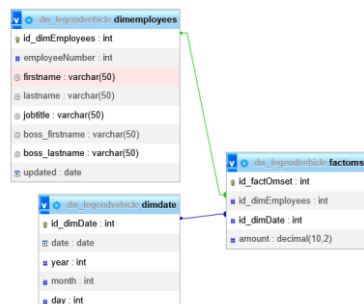 dw_legendvehicle dimemployees
id_dimEmployees : int
employeeNumber : int
firstname : varchar(50)
lastname : varchar(50)
jobtitle : varchar(50)
boss_firstname : varchar(50)
boss_lastname : varchar(50)
updated : date
dw_legendvehicle factoms
id_factOmset : int
id_dimEmployees : int
id_dimDate : int
amount : decimal(10,2)
dw_legendvehicle dimdate
id_dimDate : int
date : date
year : int
month : int
day : int